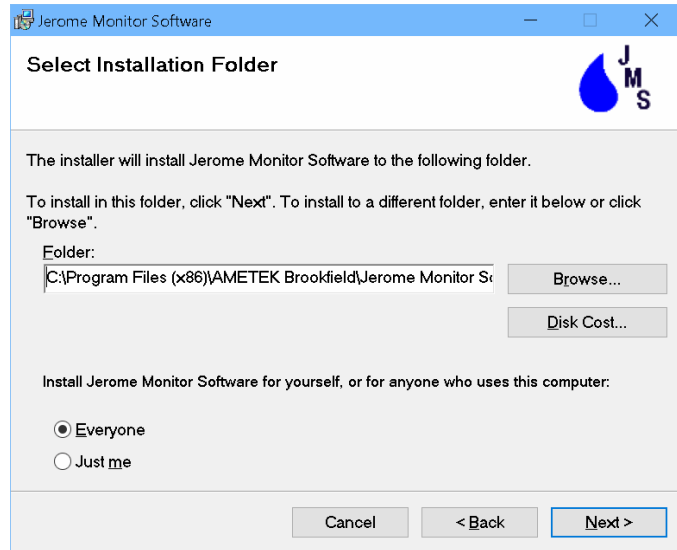 Jerome Monitor Software
Select Installation Folder
J
M
S
The installer will install Jerome Monitor Software to the following folder.
To install in this folder, click "Next". To install to a different folder, enter it below or click
"Browse".
Folder:
C:\Program Files (x86)\AMETEK Brookfield\Jerome Monitor
Browse...
Disk Cost...
Install Jerome Monitor Software for yourself, or for anyone who uses this computer:
Everyone
Just me
Cancel
< Back
Next >